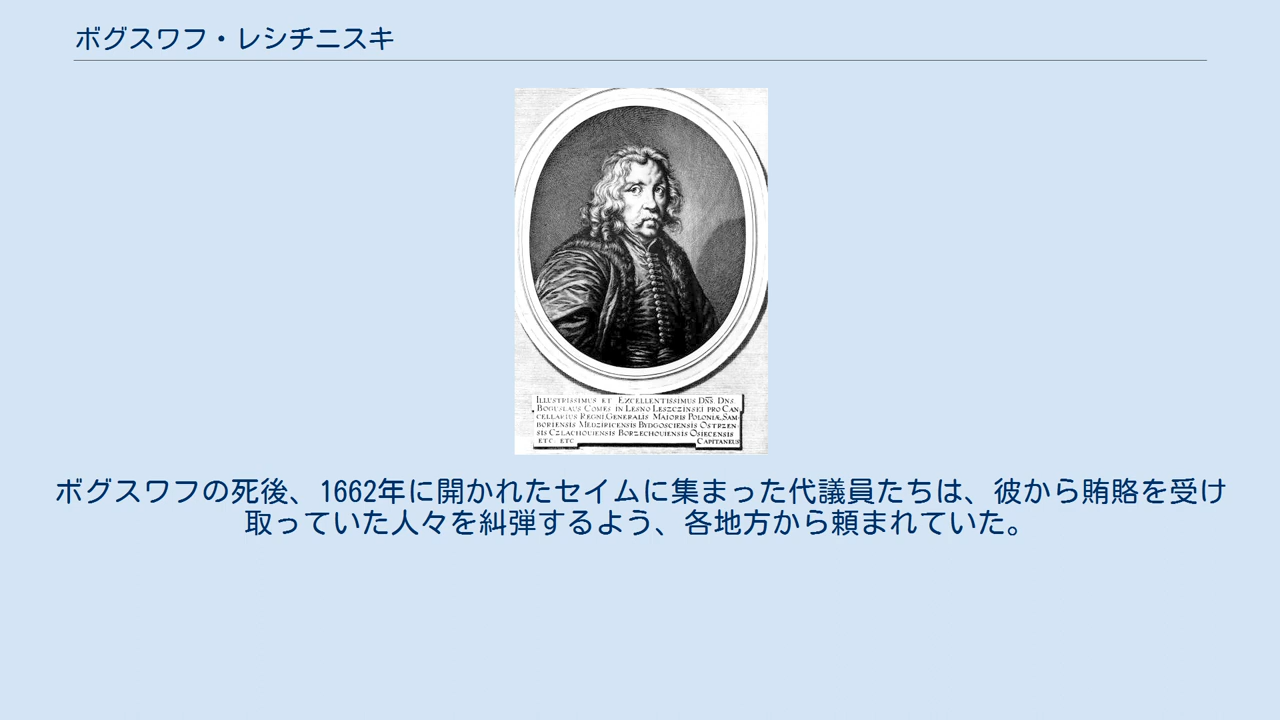 ボグスワフ・レシチニスキ
ILLUSTRISSIMUS ET EXCELLENTISSIMUS DNS. DNS.
BOGUSLAUS COMES IN LESNO LESZCZINSKI PRO CAN
CELLARIUS REGNI, GENERALIS MAIORIS POLONIÆ, SAM
BORIENSIS MEDZIRICENSIS BYDGOSCIENSIS OSTRZEN
SIS CZLACHOUIENSIS BORZECHOUIENSIS OSIECENSIS
ETC ETC CAPITANEUS
ボグスワフの死後、1662年に開かれたセイムに集まった代議員たちは、彼から賄賂を受け
取っていた人々を糾弾するよう、各地方から頼まれていた。